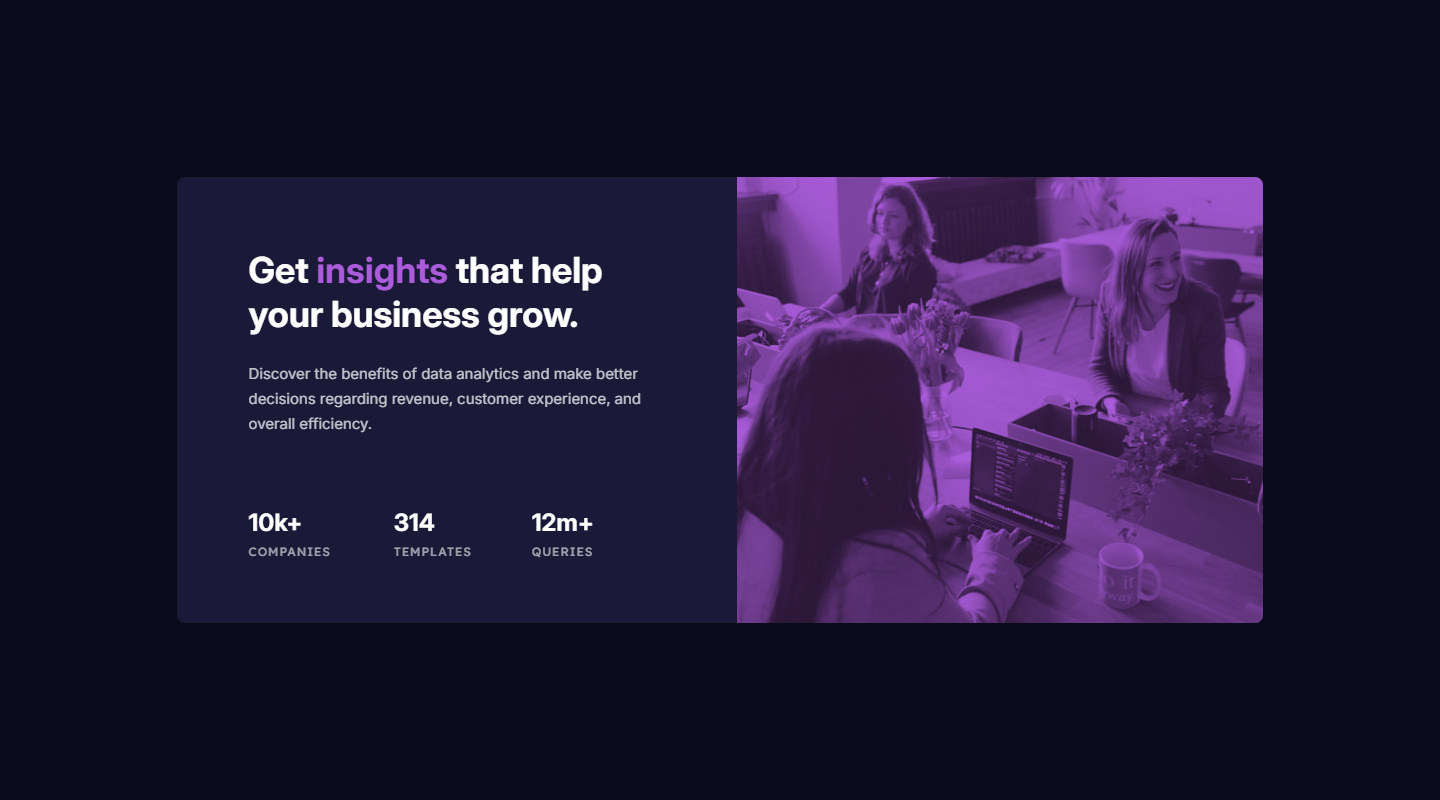 Get insights that help
your business grow.
Discover the benefits of data analytics and make better
decisions regarding revenue, customer experience, and
overall efficiency.
10k+ 314 12m+
COMPANIES TEMPLATES QUERIES